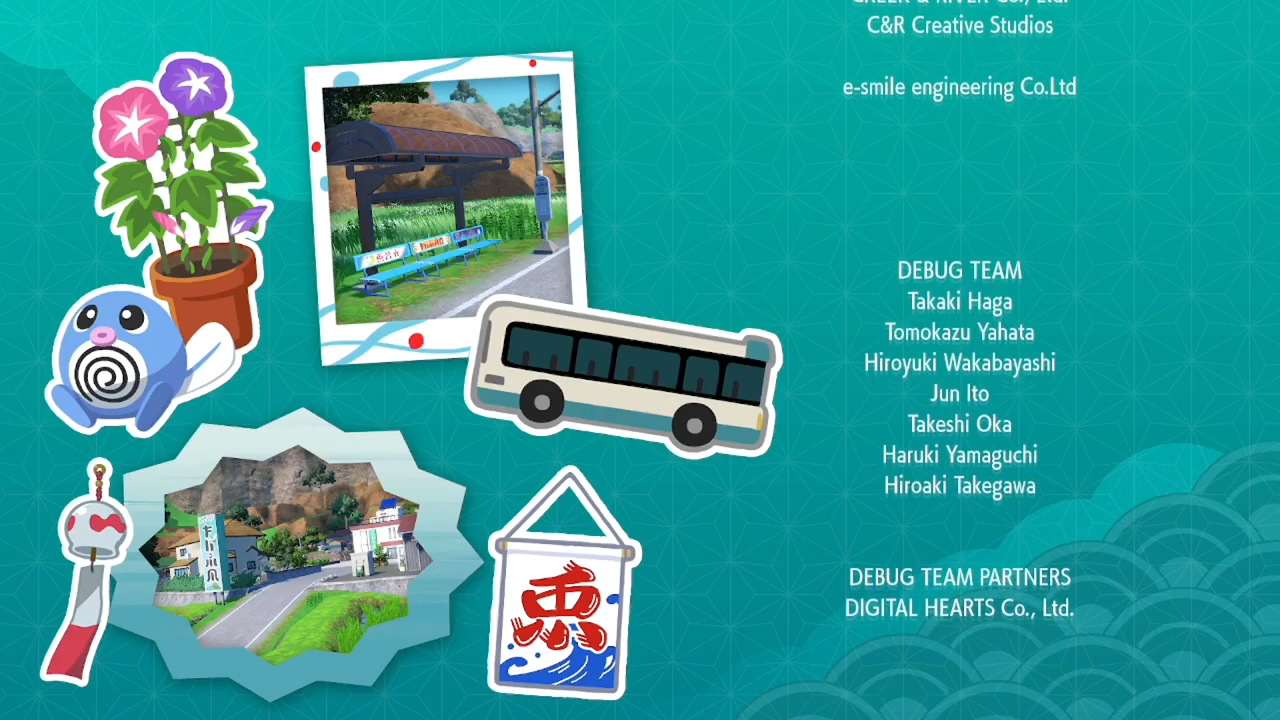 C&R Creative Studios
e-smile engineering Co.Ltd
DEBUG TEAM
Takaki Haga
Tomokazu Yahata
Hiroyuki Wakabayashi
Jun Ito
Takeshi Oka
Haruki Yamaguchi
Hiroaki Takegawa
DEBUG TEAM PARTNERS
DIGITAL HEARTS Co., Ltd.